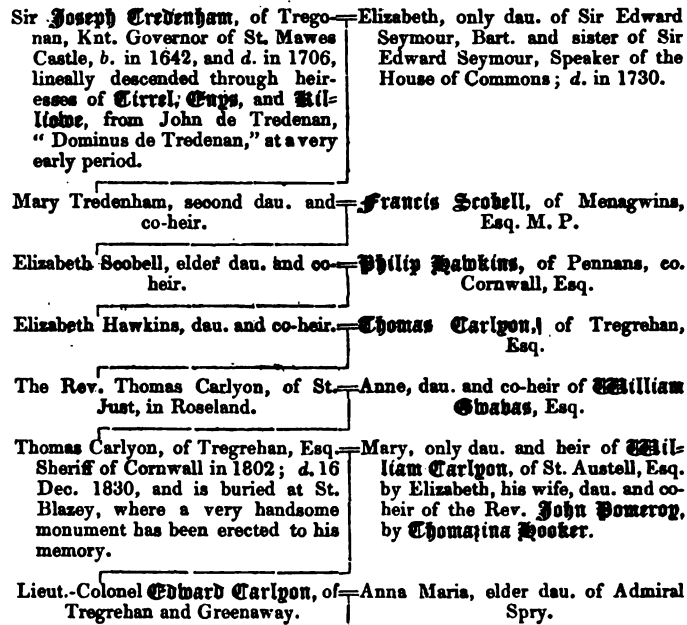 Sir Joseph Tredenham, of Trego-
nan, Knt. Governor of St. Mawes
Castle, b. in 1642, and d. in 1706,
lineally descended through heir-
esses of Tirrel, Enys, and Kil-
liowe, from John de Tredenan,
“ Dominus de Tredenan,” at a very
early period.
Elizabeth, only dau. of Sir Edward
Seymour, Bart. and sister of Sir
Edward Seymour, Speaker of the
House of Commons ; d. in 1730.
Mary Tredenham, second dau. and
co-heir.
Francis Scobell, of Menagwins,
Esq. M. P.
Elizabeth Scobell, elder dau. and co-
heir.
Philip Hawkins, of Pennans, co.
Cornwall, Esq.
Elizabeth Hawkins, dau. and co-heir.
Thomas Carlyon, of Tregrehan,
Esq.
The Rev. Thomas Carlyon, of St.
Just, in Roseland.
Anne, dau. and co-heir of William
Gwavas, Esq.
Thomas Carlyon, of Tregrehan, Esq.
Sheriff of Cornwall in 1802 ; d. 16
Dec. 1830, and is buried at St.
Blazey, where a very handsome
monument has been erected to his
memory.
Mary, only dau. and heir of Wil-
liam Carlyon, of St. Austell, Esq.
by Elizabeth, his wife, dau. and co-
heir of the Rev. John Pomeroy,
by Thomazina Hooker.
Lieut.-Colonel Edward Carlyon, of
Tregrehan and Greenaway.
Anna Maria, elder dau. of Admiral
Spry.